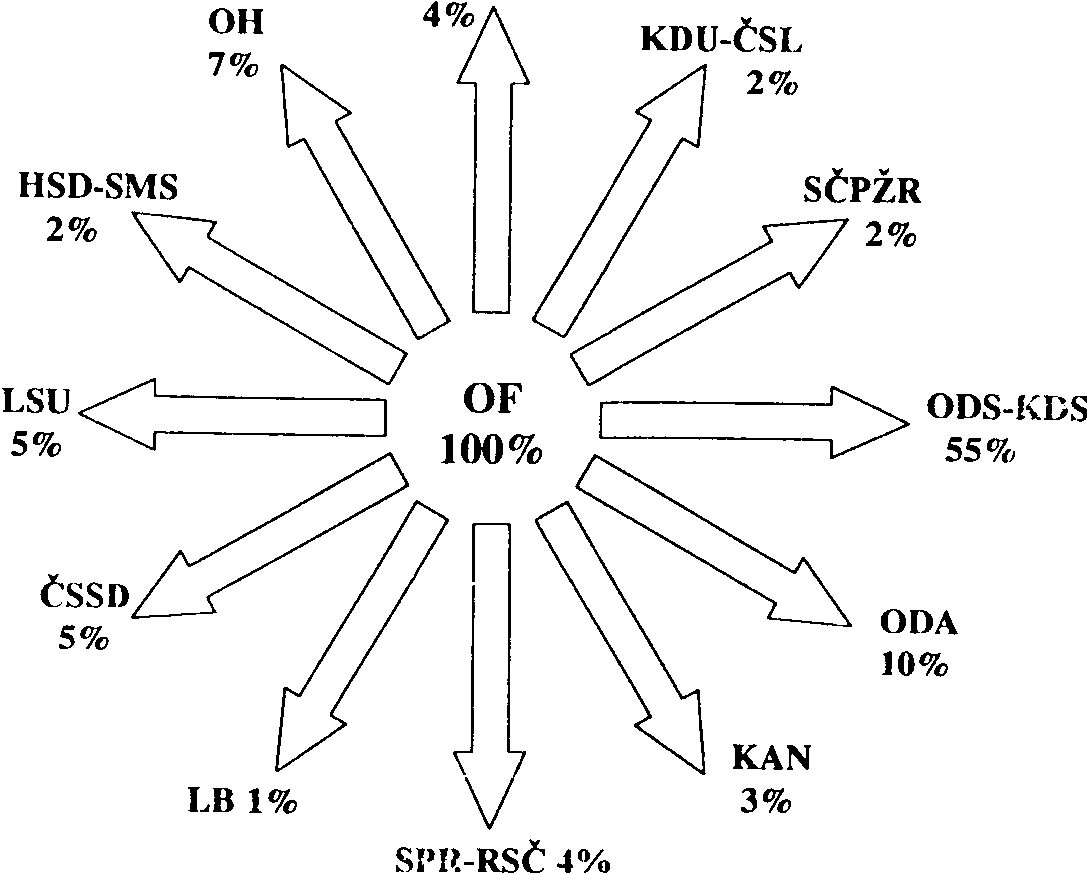 4%
OH
7%
KDU-ČSL
2%
HSD-SMS
2%
SČPŽR
2%
LSU
5%
OF
100%
ODS-KDS
55%
ČSSD
5%
ODA
10%
LB 1%
KAN
3%
SPR-RSČ 4%